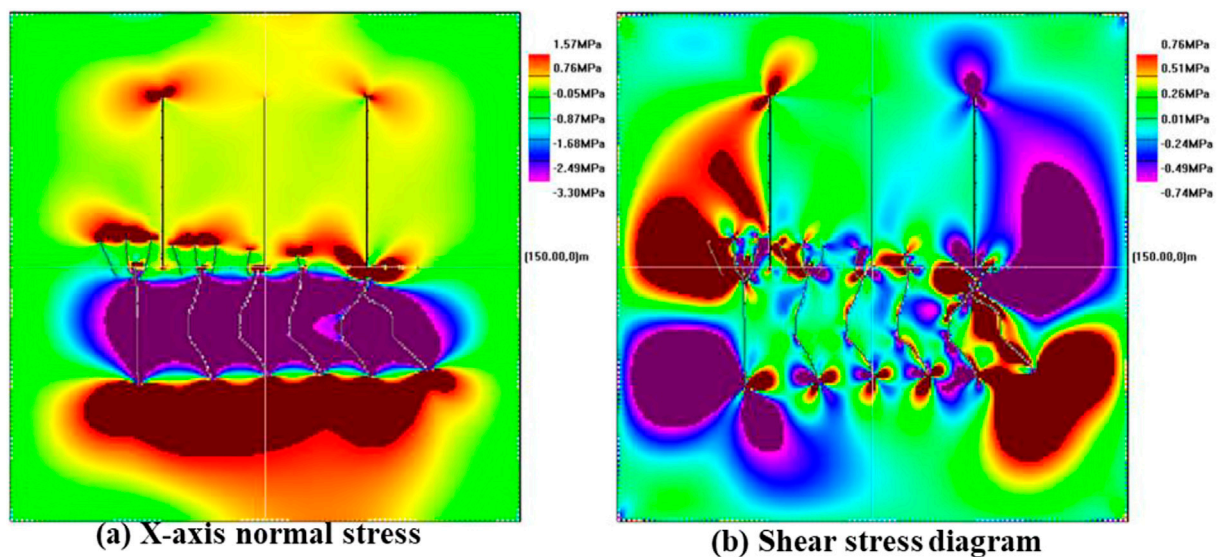 1.57MPa
0.76MPa
-0.05MPa
-0.87MPa
-1.68MPa
-2.49MPa
-3.30MPa
[150.00,0]m
(a) X-axis normal stress
0.76MPa
0.51MPa
0.26MPa
0.01MPa
-0.24MPa
-0.49MPa
-0.74MPa
[150.00,0]m
(b) Shear stress diagram